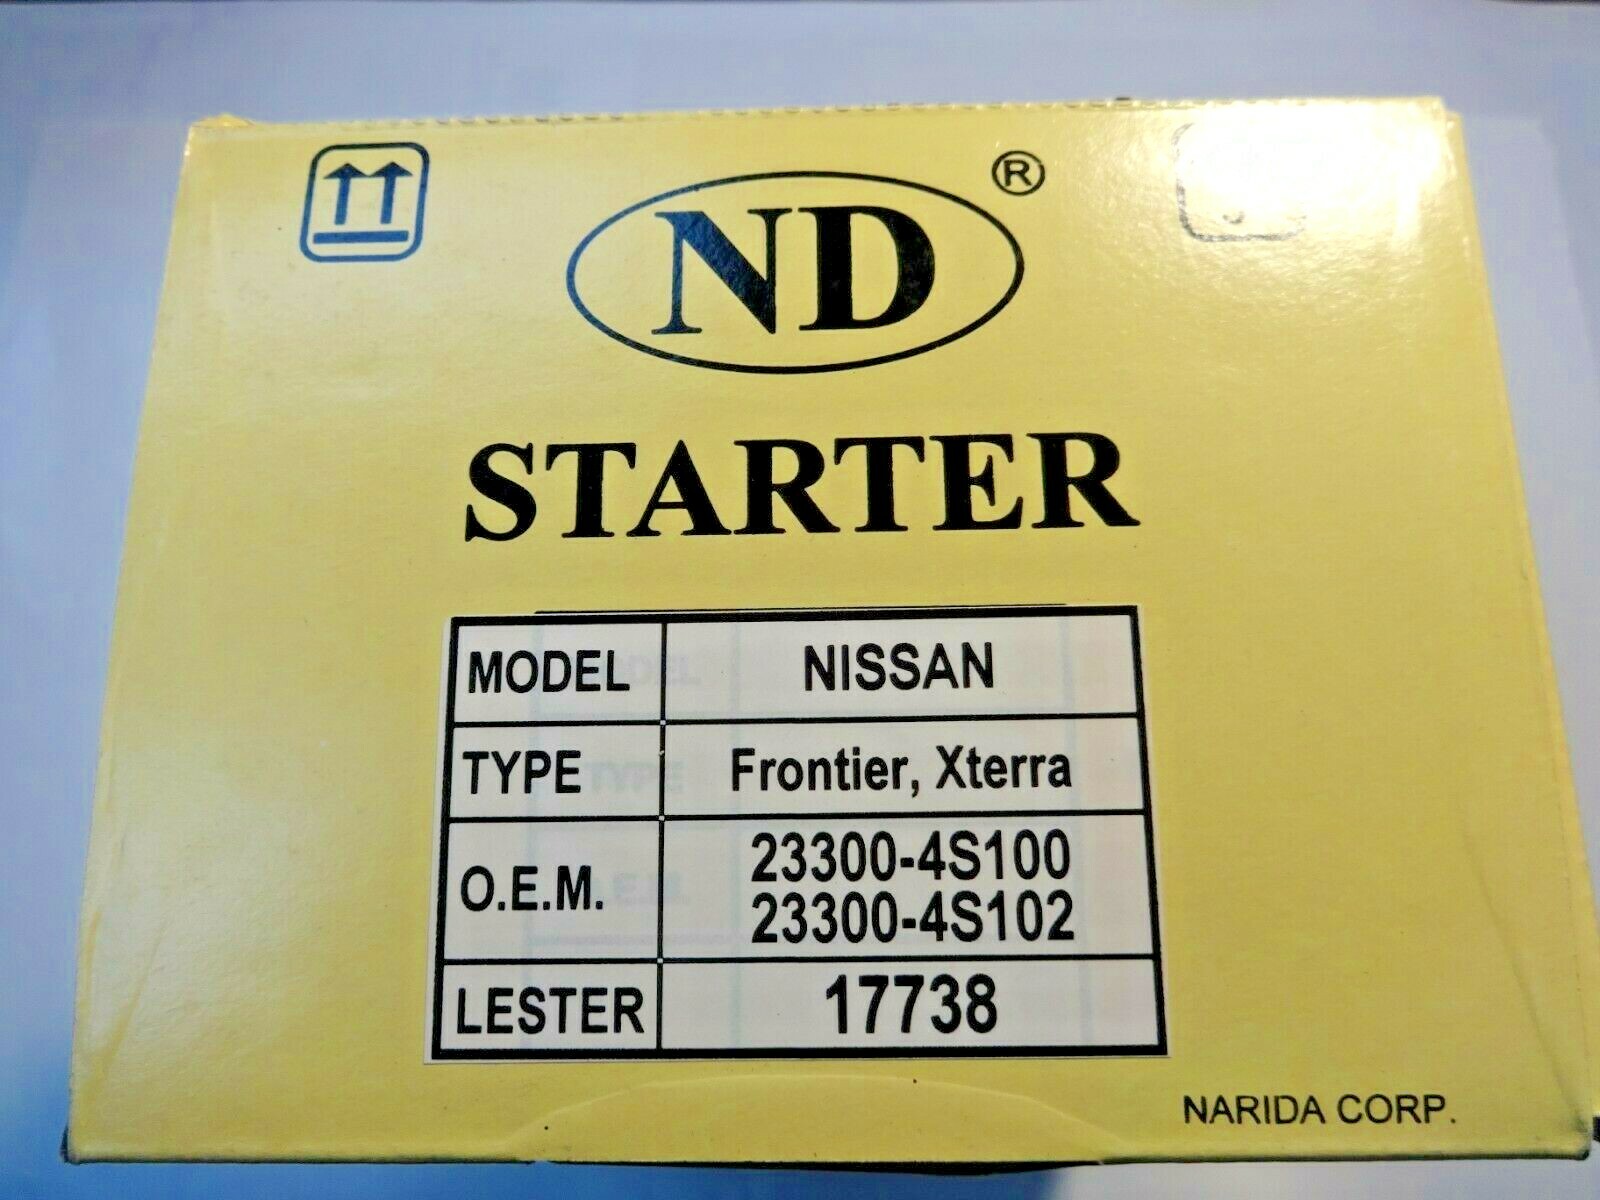 ND ®
STARTER
MODEL NISSAN
TYPE Frontier, Xterra
O.E.M. 23300-4S100
23300-4S102
LESTER 17738
NARIDA CORP.